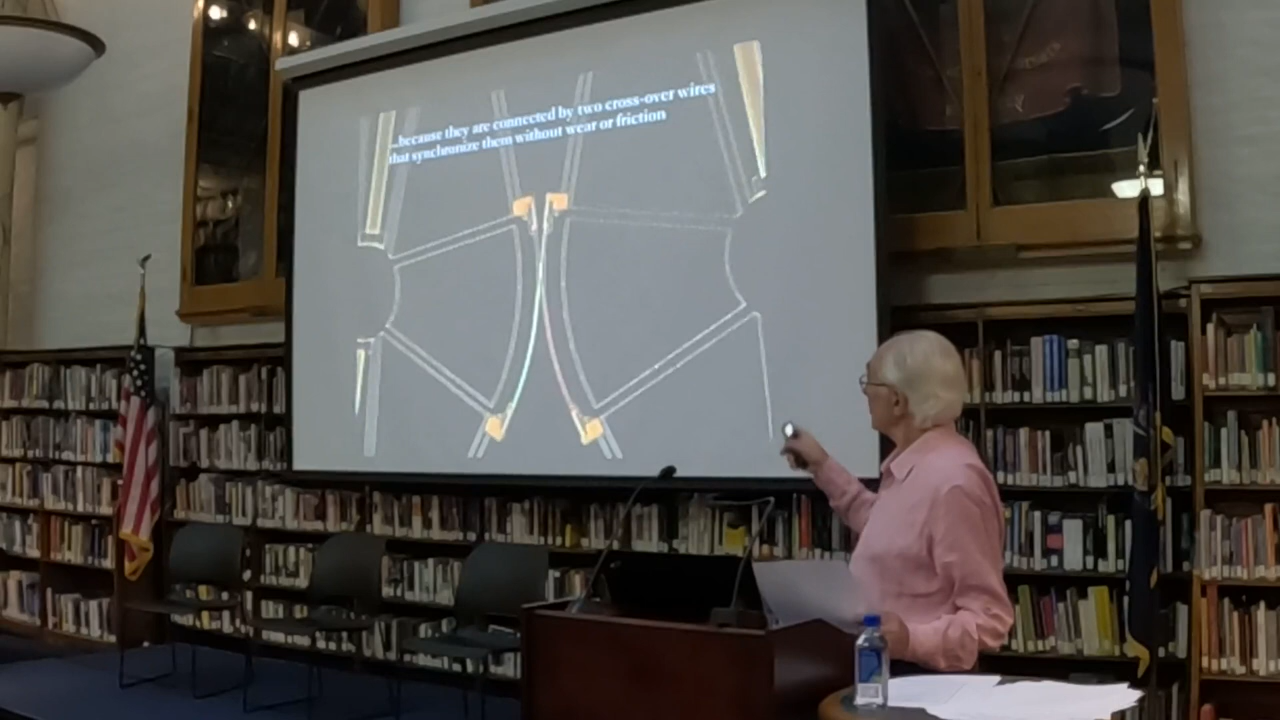 ...because they are connected by two cross-over wires
that synchronize them without wear or friction